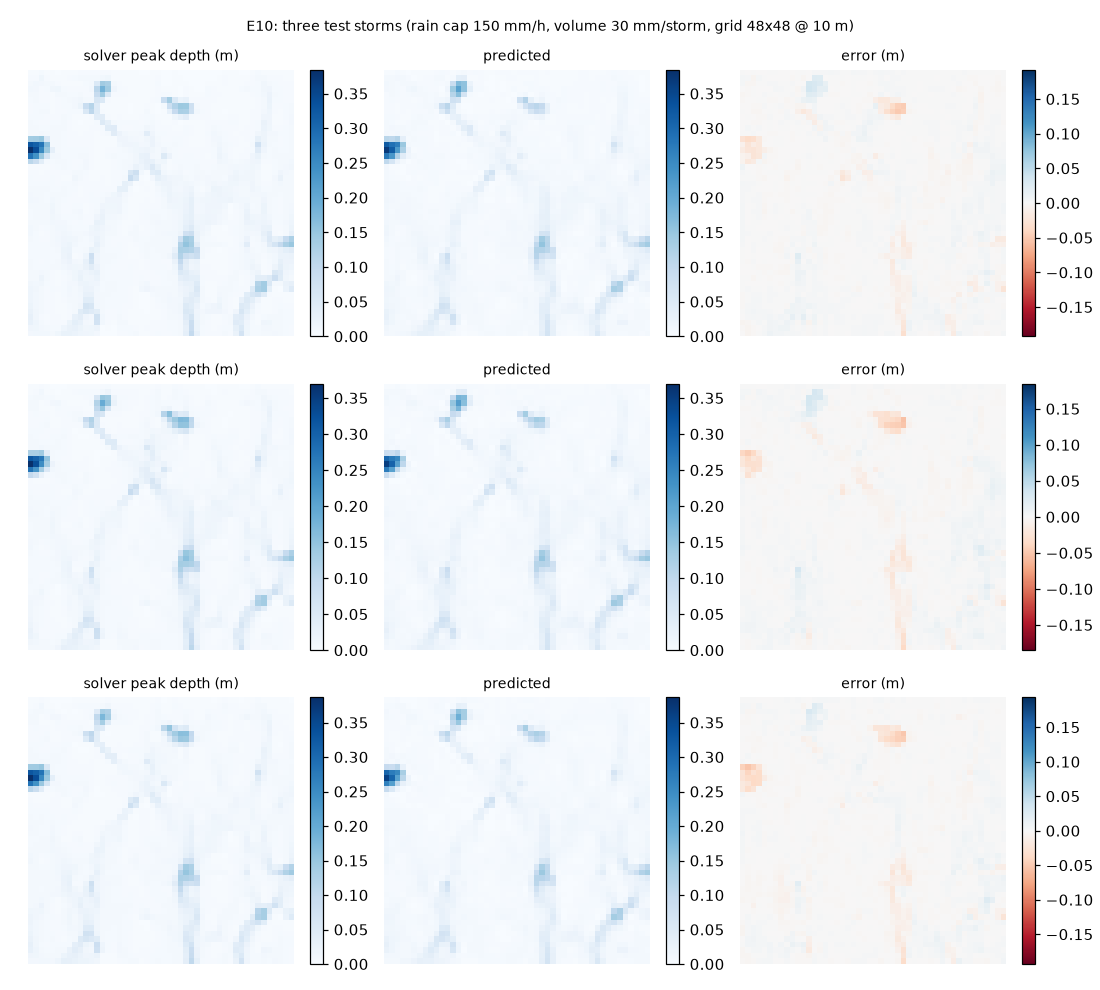 E10: three test storms (rain cap 150 mm/h, volume 30 mm/storm, grid 48x48 @ 10 m)
solver peak depth (m) predicted error (m)
0.35 0.35 0.15
0.30 0.30 0.10
0.25 0.25 0.05
0.20 0.20 0.00
0.15 0.15 −0.05
0.10 0.10 −0.10
0.05 0.05 −0.15
0.00 0.00
solver peak depth (m) predicted error (m)
0.35 0.35 0.15
0.30 0.30 0.10
0.25 0.25 0.05
0.20 0.20 0.00
0.15 0.15 −0.05
0.10 0.10 −0.10
0.05 0.05 −0.15
0.00 0.00
solver peak depth (m) predicted error (m)
0.35 0.35 0.15
0.30 0.30 0.10
0.25 0.25 0.05
0.20 0.20 0.00
0.15 0.15 −0.05
0.10 0.10 −0.10
0.05 0.05 −0.15
0.00 0.00